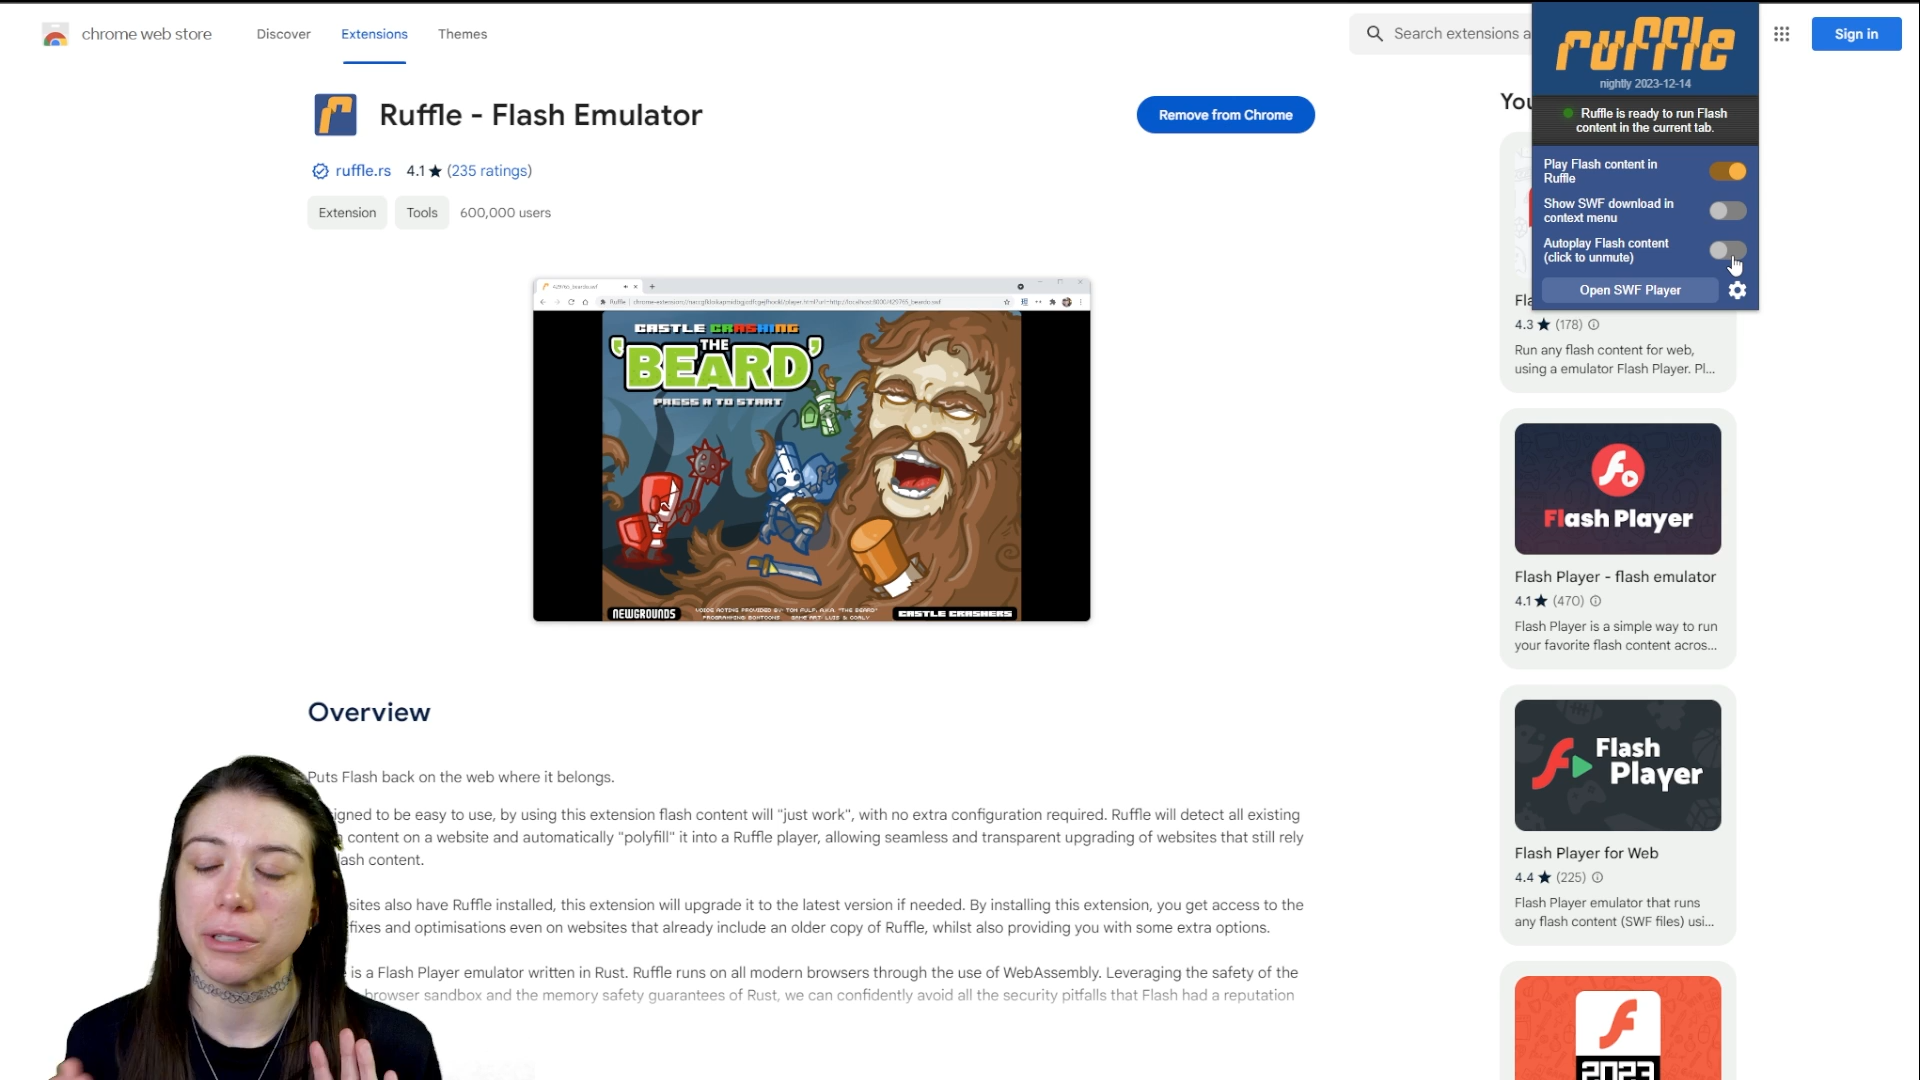 chrome web store
Discover
Extensions
Themes
Search extensions a
Sign in
ruffle
nightly 2023-12-14
Ruffle is ready to run Flash
content in the current tab.
Play Flash content in
Ruffle
Show SWF download in
context menu
Autoplay Flash content
(click to unmute)
Open SWF Player
Ruffle - Flash Emulator
Remove from Chrome
ruffle.rs
4.1★ (235 ratings)
Extension
Tools
600,000 users
CASTLE CRASHING
THE
'BEARD'
PRESS A TO START
NEWGROUNDS
VOICE ACTING PROVIDED BY: TOM FULP, A.K.A. "THE BEARD"
CASTLE CRASHERS
Overview
Puts Flash back on the web where it belongs.
igned to be easy to use, by using this extension flash content will "just work", with no extra configuration required. Ruffle will detect all existing
content on a website and automatically "polyfill" it into a Ruffle player, allowing seamless and transparent upgrading of websites that still rely
lash content.
sites also have Ruffle installed, this extension will upgrade it to the latest version if needed. By installing this extension, you get access to the
fixes and optimisations even on websites that already include an older copy of Ruffle, whilst also providing you with some extra options.
is a Flash Player emulator written in Rust. Ruffle runs on all modern browsers through the use of WebAssembly. Leveraging the safety of the
browser sandbox and the memory safety guarantees of Rust, we can confidently avoid all the security pitfalls that Flash had a reputation
You
Fla
4.3 ★ (178)
Run any flash content for web,
using a emulator Flash Player. Pl...
Flash Player
Flash Player - flash emulator
4.1★ (470)
Flash Player is a simple way to run
your favorite flash content acros...
Flash
Player
Flash Player for Web
4.4 ★ (225)
Flash Player emulator that runs
any flash content (SWF files) usi...
2023